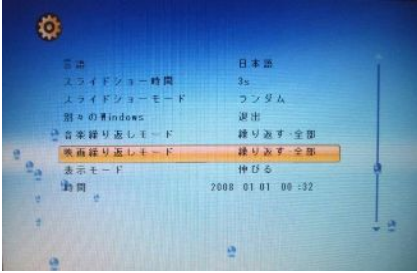 言語 日本語
スライドショー時間 3s
スライドショーモード ランダム
別々のWindows 退出
音楽繰り返しモード 繰り返す 全部
映画繰り返しモード 繰り返す 全部
表示モード 伸びる
時間 2008 01 01 00:32